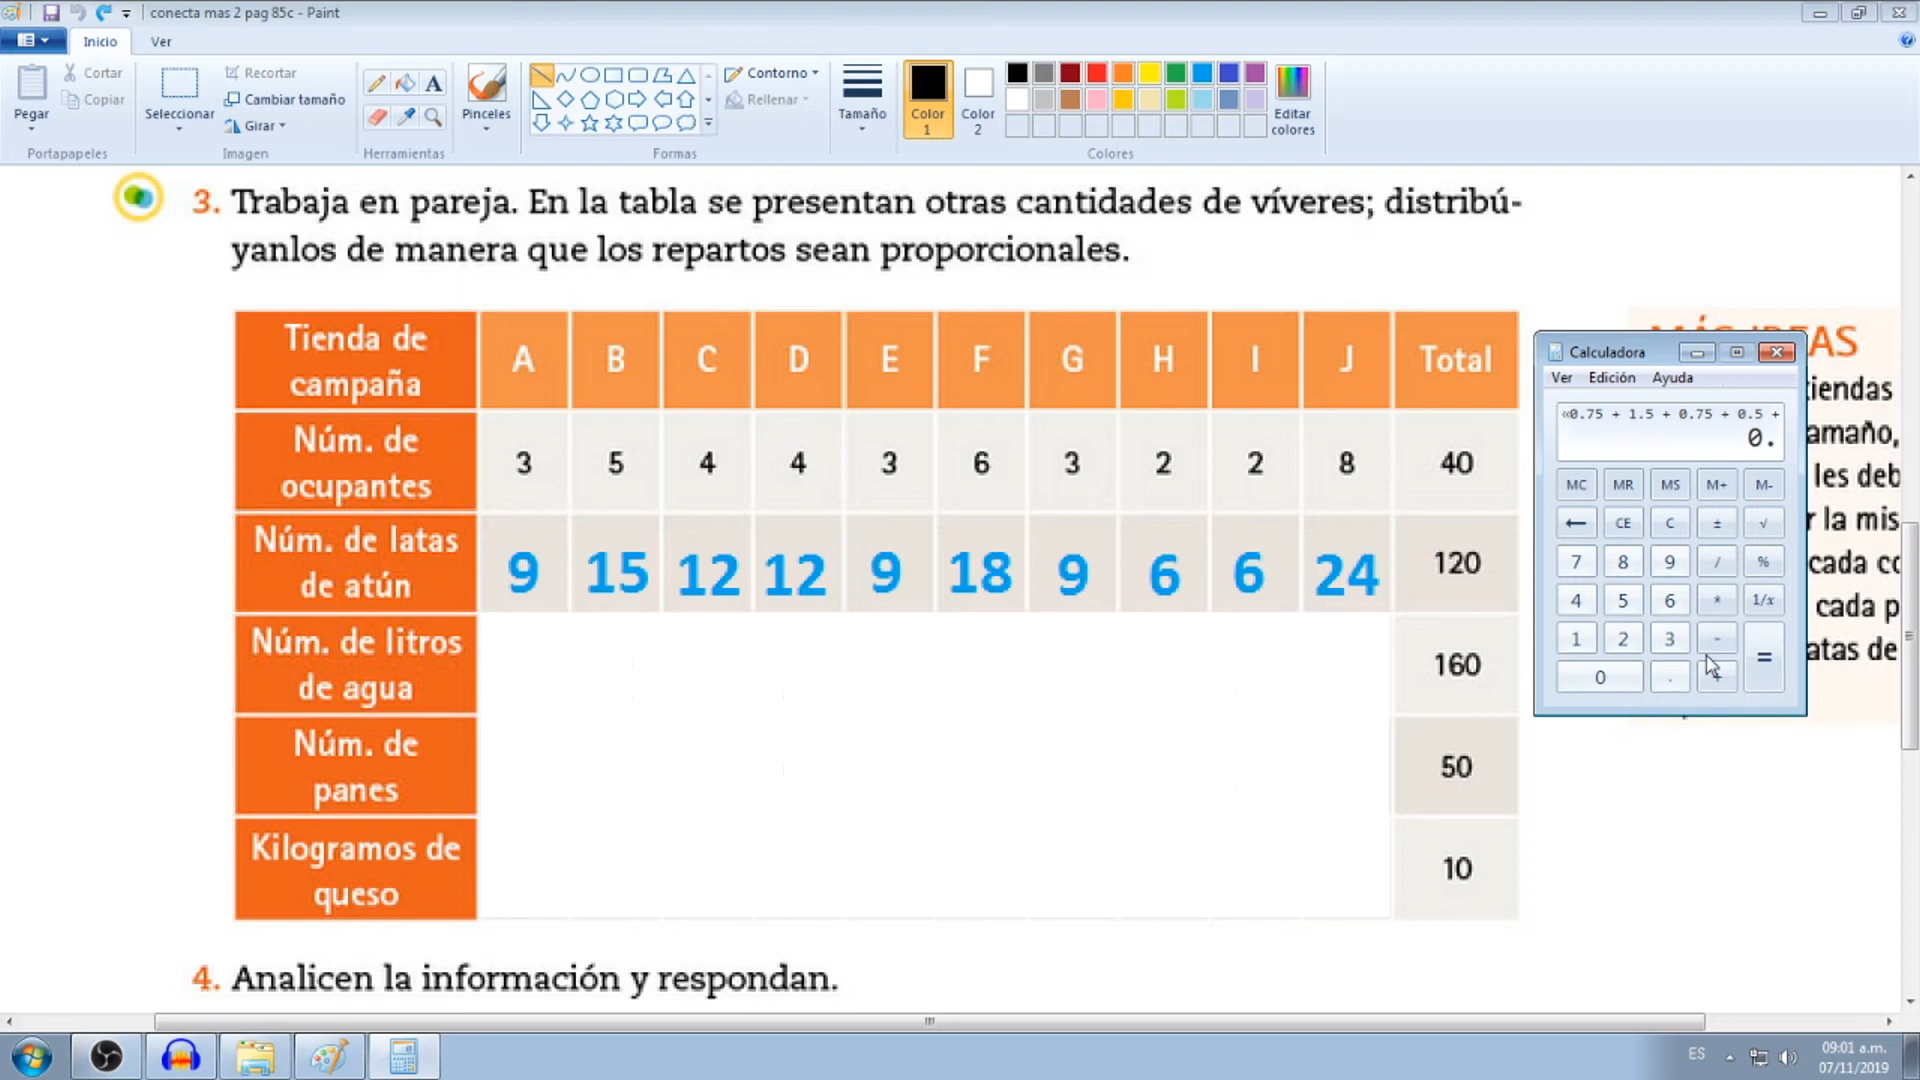 conecta mas 2 pag 85c - Paint
Inicio
Ver
Pegar
Cortar
Copiar
Portapapeles
Seleccionar
Recortar
Cambiar tamaño
Girar
Imagen
A
Herramientas
Pinceles
Formas
Contorno
Rellenar
Tamaño
Color 1
Color 2
Editar colores
Colores
3. Trabaja en pareja. En la tabla se presentan otras cantidades de víveres; distribú-
yanlos de manera que los repartos sean proporcionales.
Tienda de campaña A B C D E F G H I J Total
Núm. de ocupantes 3 5 4 4 3 6 3 2 2 8 40
Núm. de latas de atún 9 15 12 12 9 18 9 6 6 24 120
Núm. de litros de agua 160
Núm. de panes 50
Kilogramos de queso 10
4. Analicen la información y respondan.
Calculadora
Ver Edición Ayuda
«0.75 + 1.5 + 0.75 + 0.5 +
0.
MC MR MS M+ M-
← CE C ± √
7 8 9 / %
4 5 6 * 1/x
1 2 3 - =
0 . +
tiendas
amaño,
les deb
r la mis
cada
cada p
atas de
ES
09:01 a.m.
07/11/2019